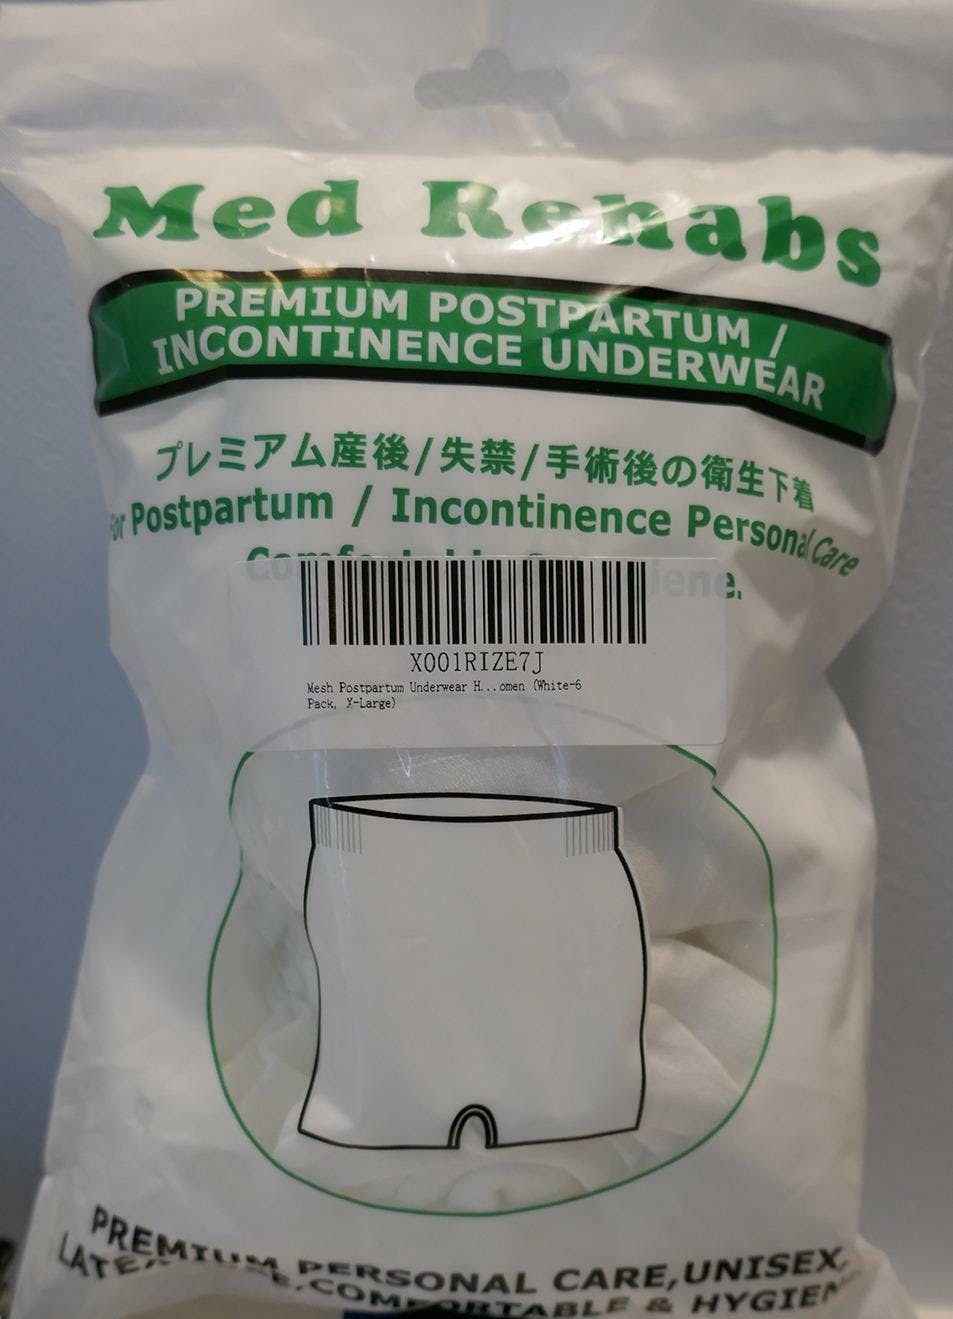 Med Rehabs
PREMIUM POSTPARTUM /
INCONTINENCE UNDERWEAR
プレミアム産後/失禁/手術後の衛生下着
For Postpartum / Incontinence Personal Care
X001RIZE7J
Mesh Postpartum Underwear H...omen (White-6
Pack, X-Large)
PREMIUM PERSONAL CARE,UNISEX,
COMFORTABLE & HYGIEN